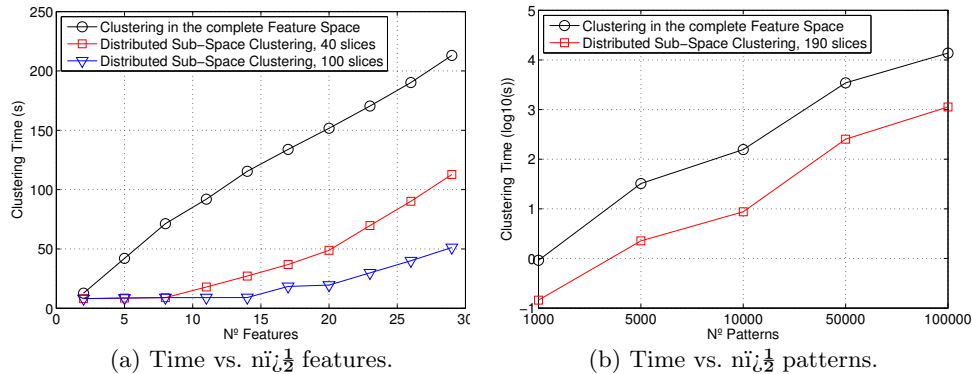 Clustering in the complete Feature Space
Distributed Sub-Space Clustering, 40 slices
Distributed Sub-Space Clustering, 100 slices
Clustering Time (s)
250
200
150
100
50
0
0 5 10 15 20 25 30
Nº Features
(a) Time vs. nï¿½ features.
Clustering in the complete Feature Space
Distributed Sub-Space Clustering, 190 slices
Clustering Time (log10(s))
5
4
3
2
1
0
-1
1000 5000 10000 50000 100000
Nº Patterns
(b) Time vs. nï¿½ patterns.